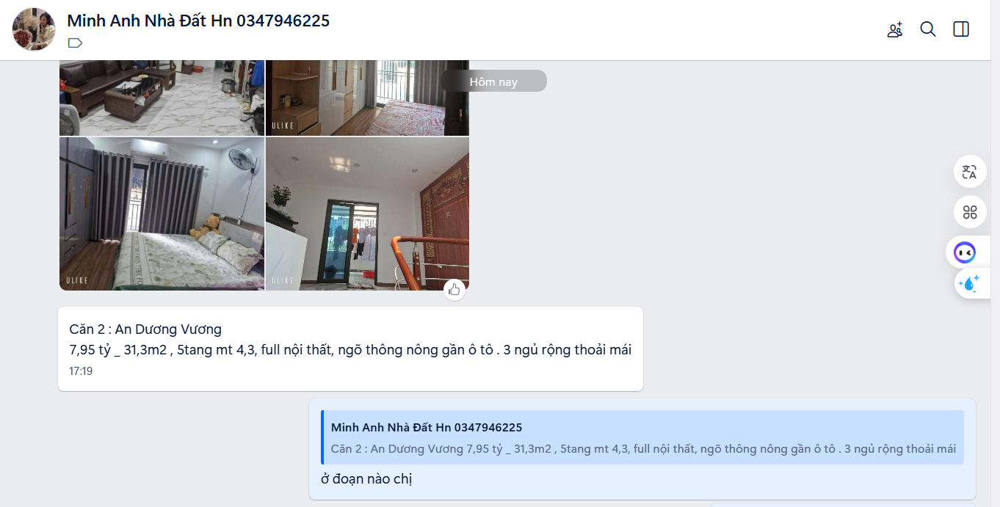 Minh Anh Nhà Đất Hn 0347946225
Hôm nay
ULIKE
ULIKE
ULIKE
Căn 2 : An Dương Vương
7,95 tỷ _ 31,3m2 , 5tang mt 4,3, full nội thất, ngõ thông nông gần ô tô . 3 ngủ rộng thoải mái
17:19
Minh Anh Nhà Đất Hn 0347946225
Căn 2 : An Dương Vương 7,95 tỷ _ 31,3m2 , 5tang mt 4,3, full nội thất, ngõ thông nông gần ô tô . 3 ngủ rộng thoải mái
ở đoạn nào chị